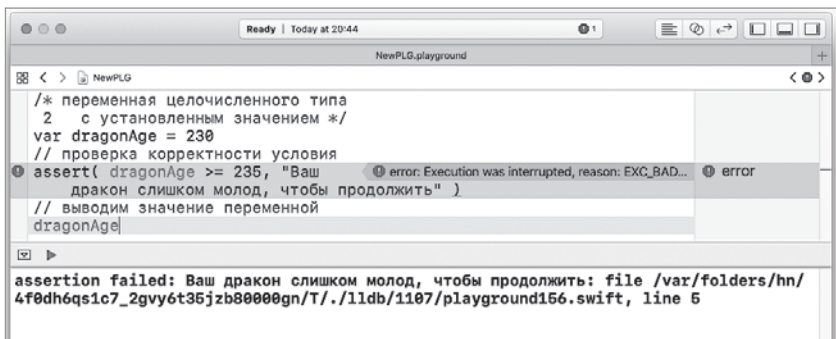 Ready | Today at 20:44
1
NewPLG.playground
+
NewPLG
/* переменная целочисленного типа
2 с установленным значением */
var dragonAge = 230
// проверка корректности условия
assert( dragonAge >= 235, "Ваш
error: Execution was interrupted, reason: EXC_BAD...
error
дракон слишком молод, чтобы продолжить" )
// выводим значение переменной
dragonAge
assertion failed: Ваш дракон слишком молод, чтобы продолжить: file /var/folders/hn/
4f0dh6qs1c7_2gvy6t35jzb80000gn/T/./lldb/1107/playground156.swift, line 5